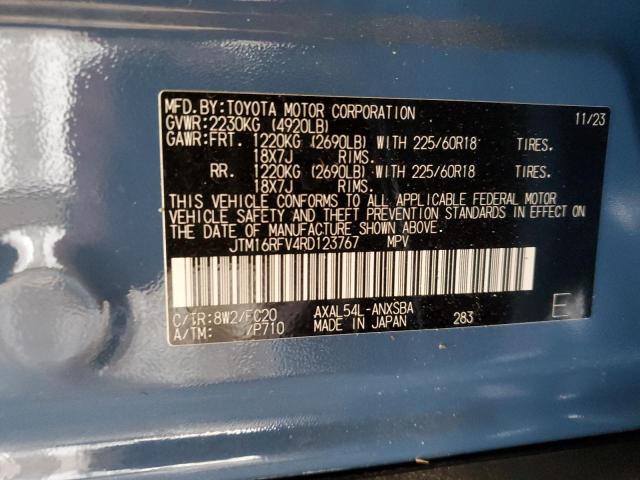 MFD. BY: TOYOTA MOTOR CORPORATION 11/23
GVWR: 2230KG (4920LB)
GAWR: FRT. 1220KG (2690LB) WITH 225/60R18 TIRES.
18X7J RIMS.
RR. 1220KG (2690LB) WITH 225/60R18 TIRES.
18X7J RIMS.
THIS VEHICLE CONFORMS TO ALL APPLICABLE FEDERAL MOTOR
VEHICLE SAFETY AND THEFT PREVENTION STANDARDS IN EFFECT ON
THE DATE OF MANUFACTURE SHOWN ABOVE.
JTM16RFV4RD123767 MPV
C/TR: 8W2/FC20 AXAL54L-ANXSBA 283 E
A/TM: /P710 MADE IN JAPAN